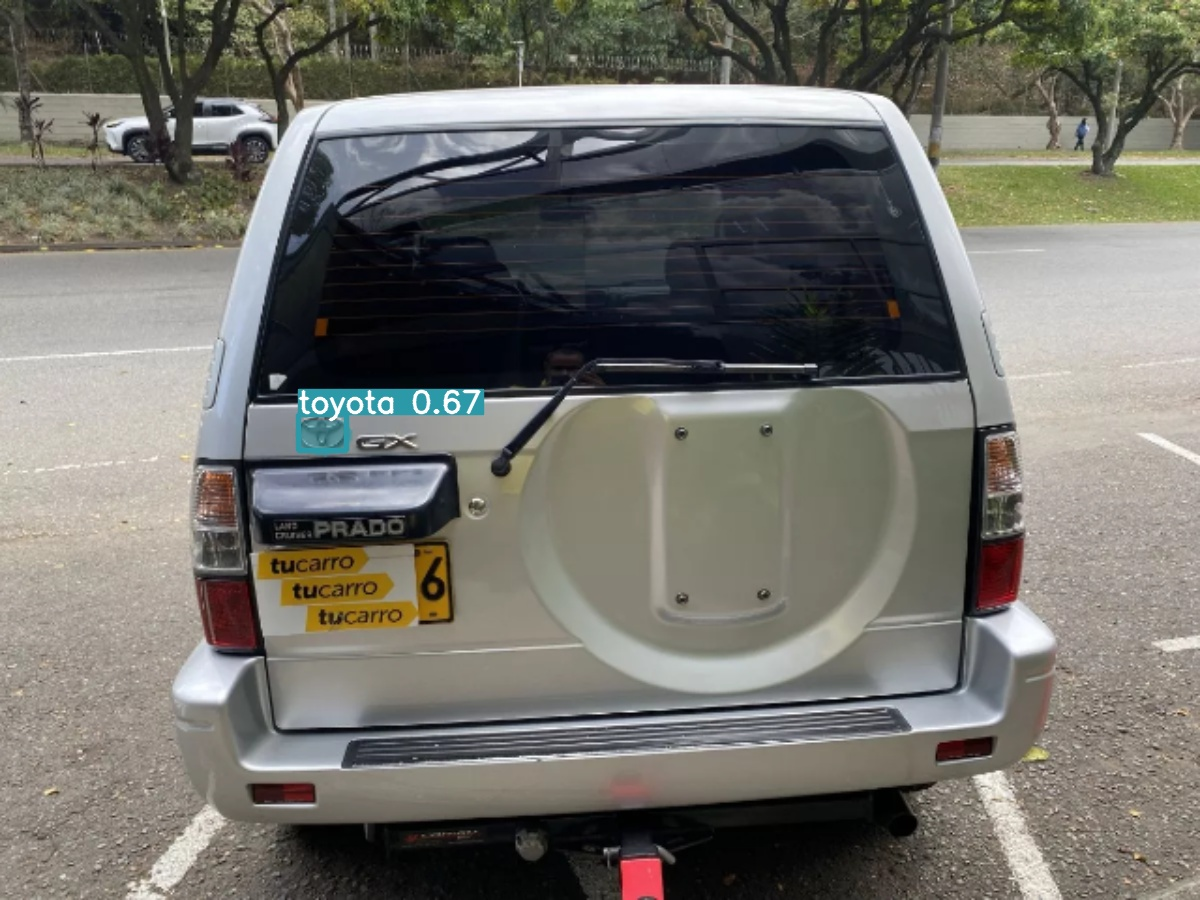 toyota 0.67
GX
LAND
CRUISER PRADO
tucarro
tucarro
tucarro
6